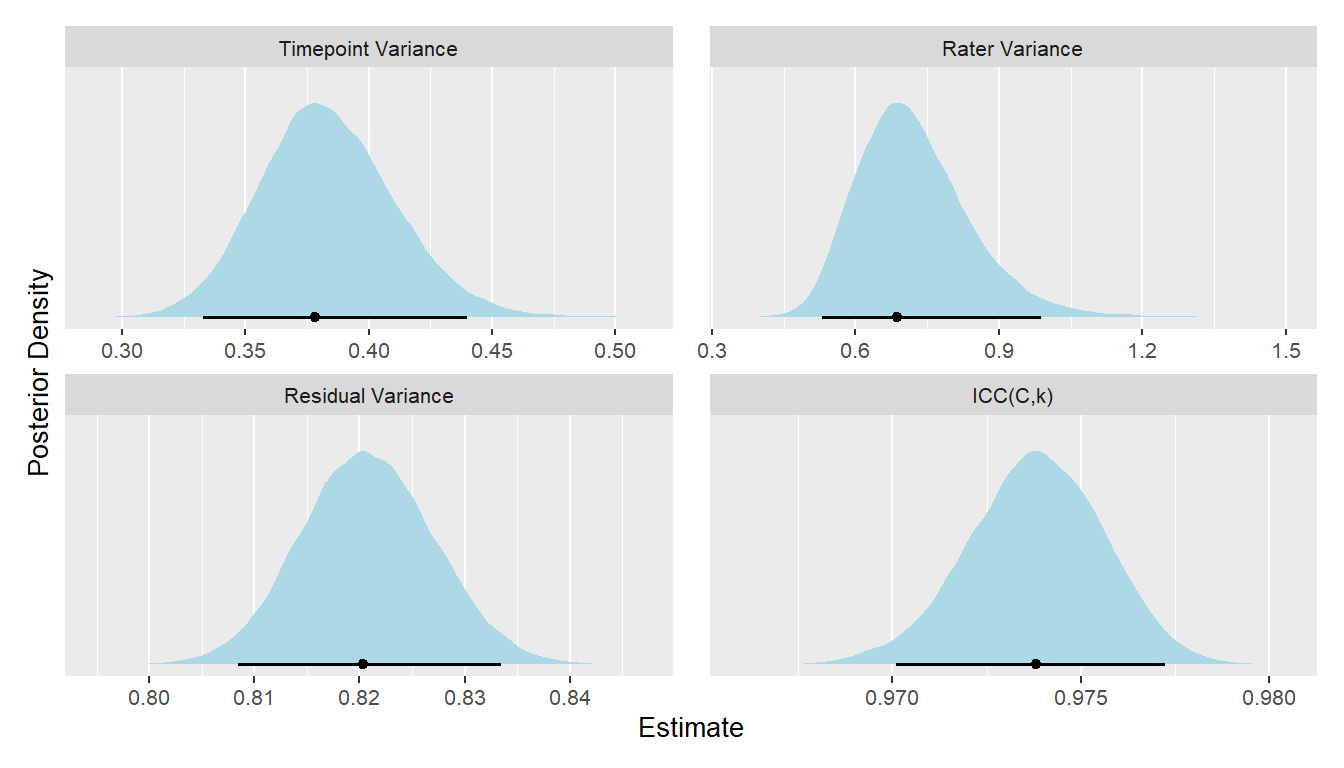 Timepoint Variance
Rater Variance
0.30 0.35 0.40 0.45 0.50
0.3 0.6 0.9 1.2 1.5
Posterior Density
Residual Variance
ICC(C,k)
0.80 0.81 0.82 0.83 0.84
0.970 0.975 0.980
Estimate